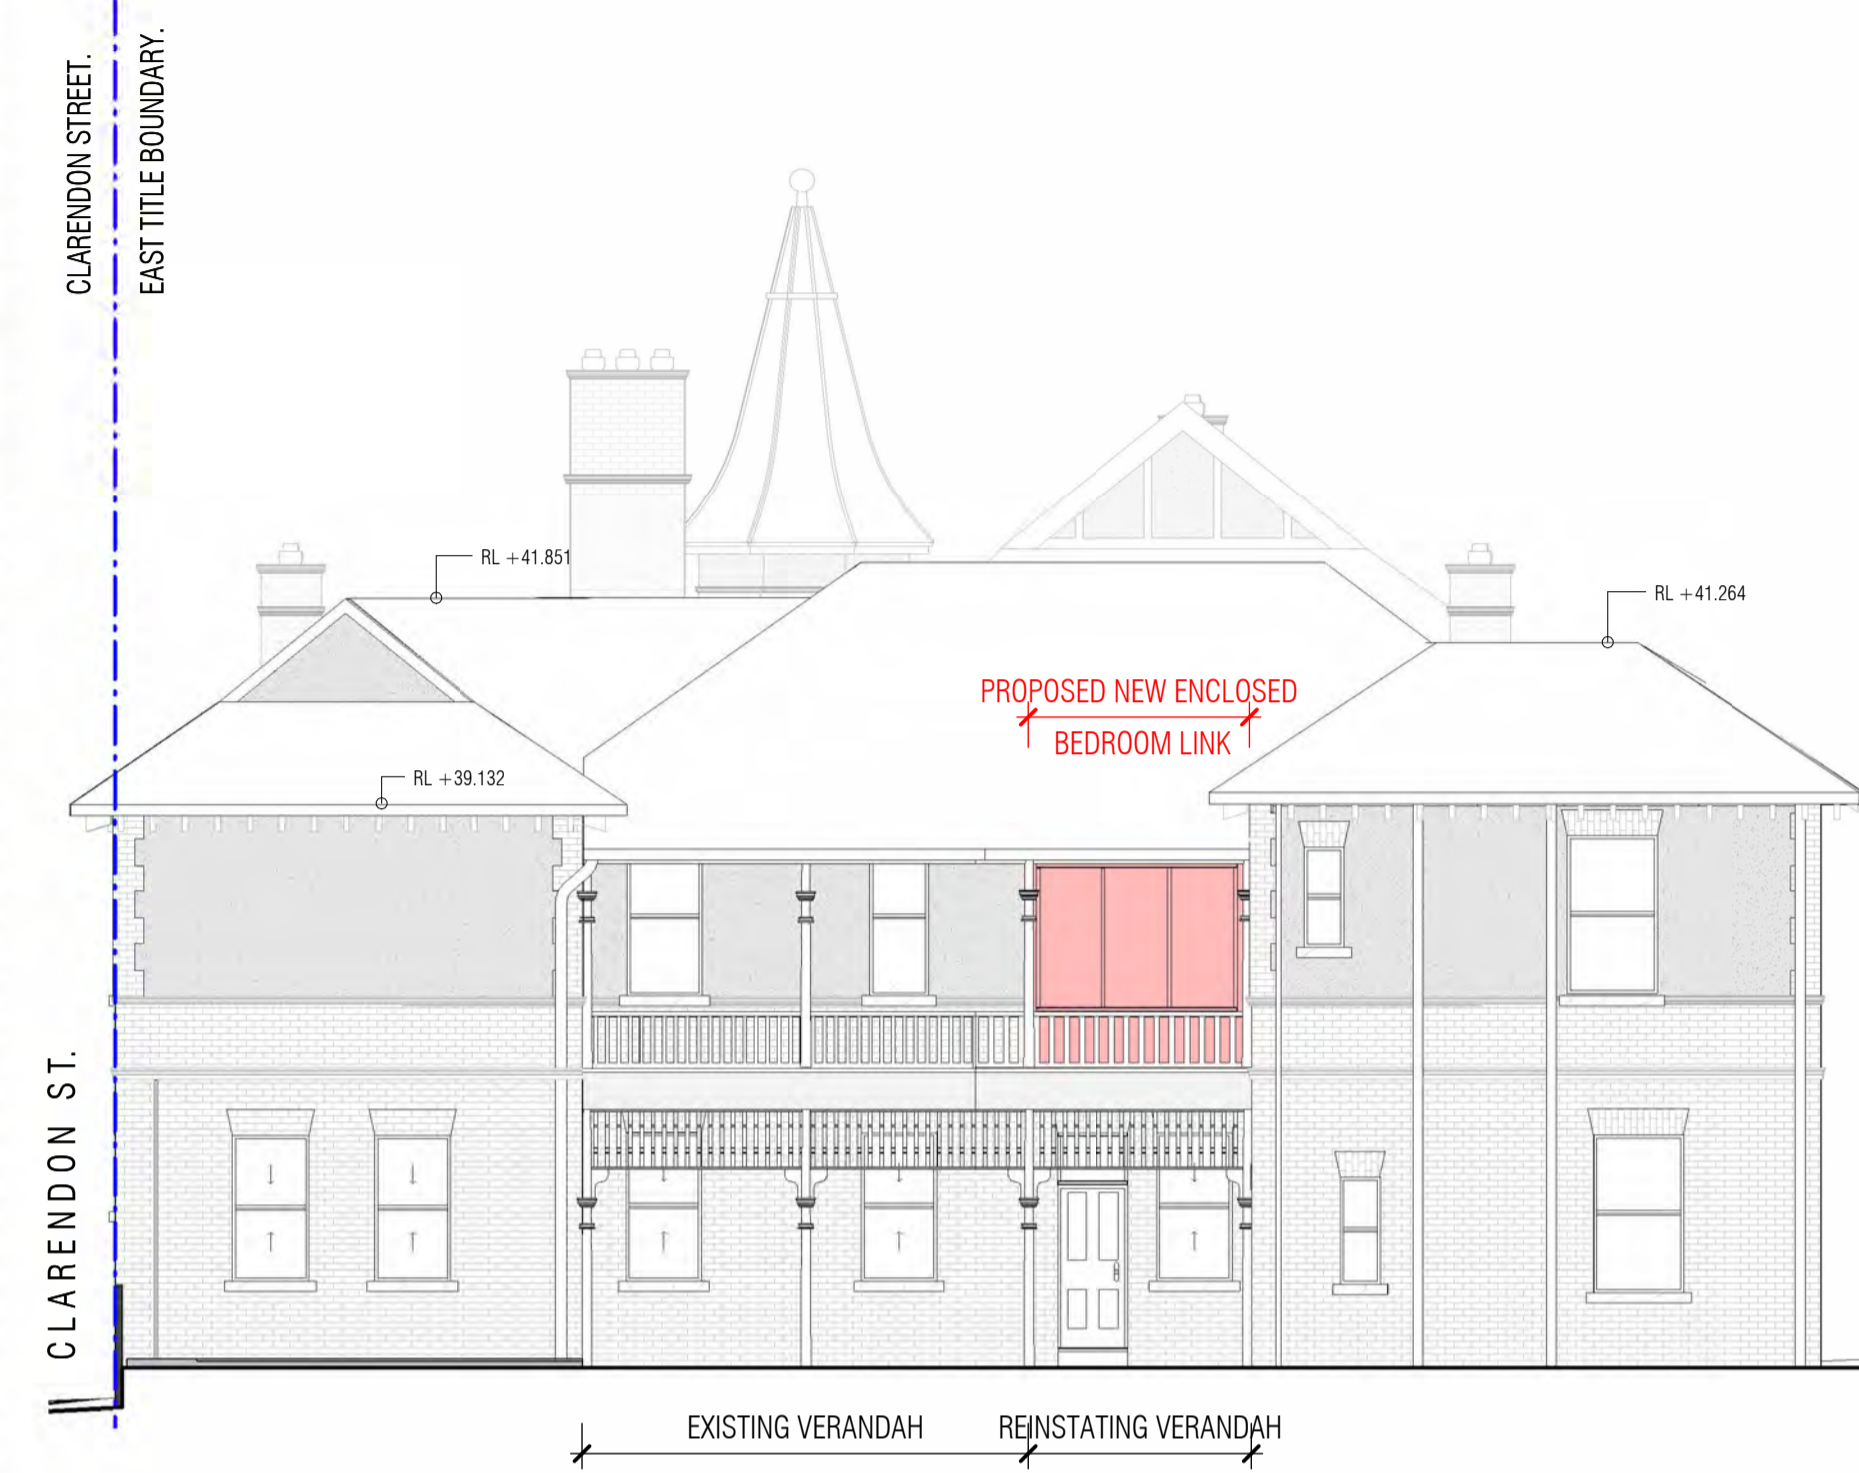 CLARENDON STREET.
EAST TITLE BOUNDARY.
RL +41.851
RL +41.264
PROPOSED NEW ENCLOSED
BEDROOM LINK
RL +39.132
CLARENDON ST.
EXISTING VERANDAH
REINSTATING VERANDAH